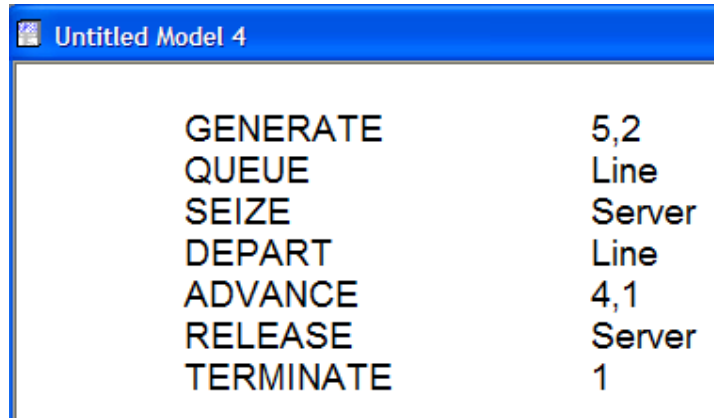 Untitled Model 4
GENERATE 5,2
QUEUE Line
SEIZE Server
DEPART Line
ADVANCE 4,1
RELEASE Server
TERMINATE 1